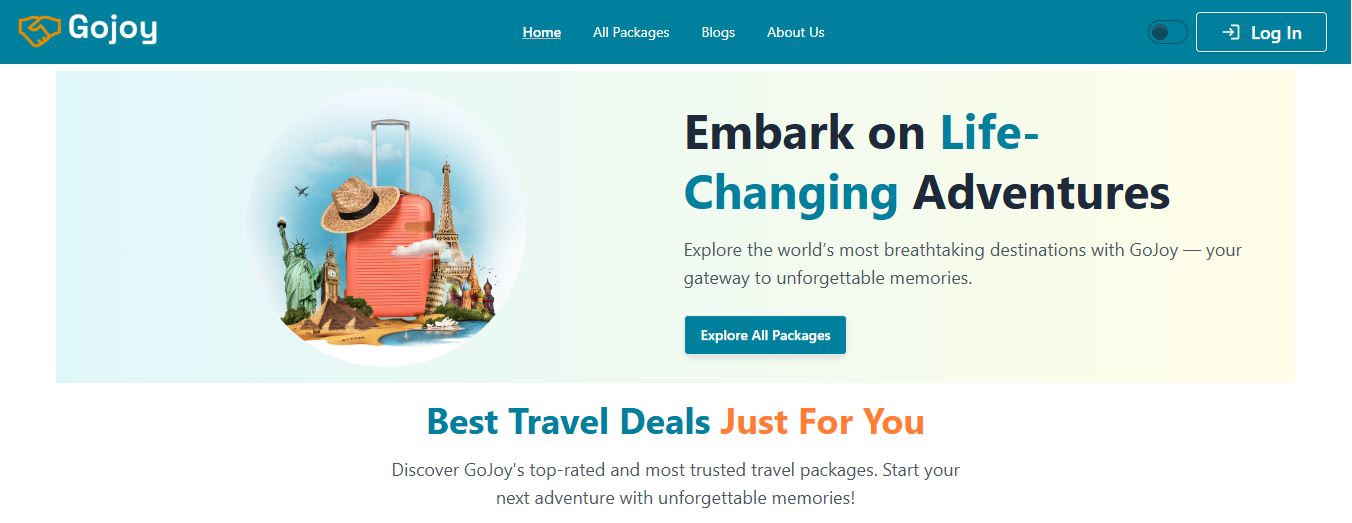 Gojoy
Home All Packages Blogs About Us
Log In
Embark on Life-
Changing Adventures
Explore the world’s most breathtaking destinations with GoJoy — your
gateway to unforgettable memories.
Explore All Packages
Best Travel Deals Just For You
Discover GoJoy's top-rated and most trusted travel packages. Start your
next adventure with unforgettable memories!